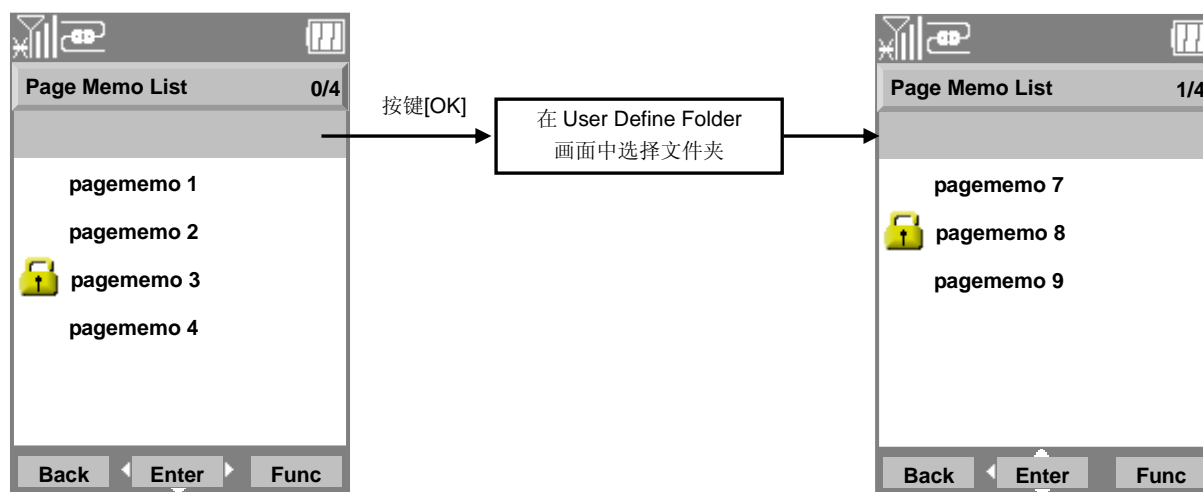 Page Memo List 0/4
pagememo 1
pagememo 2
pagememo 3
pagememo 4
Back Enter Func
按键[OK]
在 User Define Folder
画面中选择文件夹
Page Memo List 1/4
pagememo 7
pagememo 8
pagememo 9
Back Enter Func